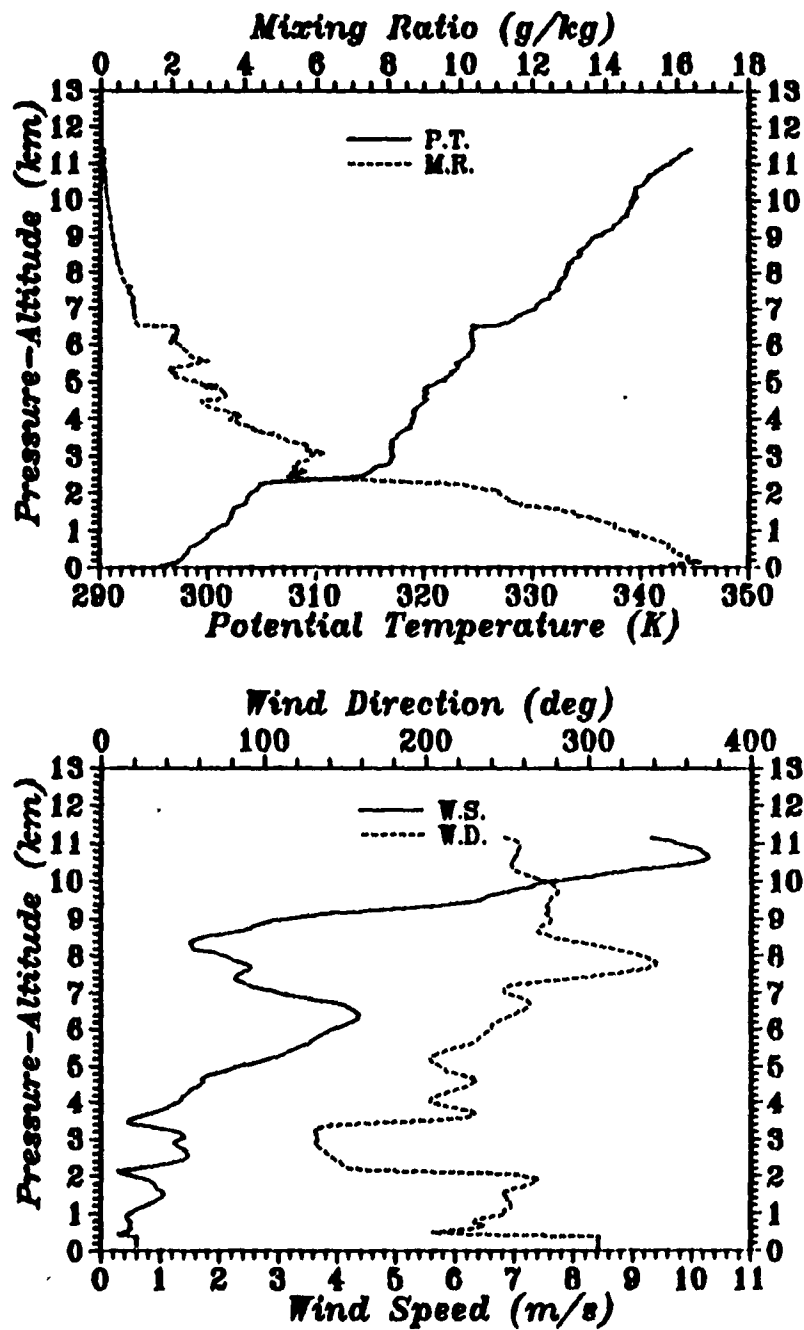 Mixing Ratio (g/kg)
0 2 4 6 8 10 12 14 16 18
13 13
12 12
11 11
10 10
9 9
8 8
7 7
6 6
5 5
4 4
3 3
2 2
1 1
0 0
Pressure-Altitude (km)
P.T.
M.R.
290 300 310 320 330 340 350
Potential Temperature (K)
Wind Direction (deg)
0 100 200 300 400
13 13
12 12
11 11
10 10
9 9
8 8
7 7
6 6
5 5
4 4
3 3
2 2
1 1
0 0
Pressure-Altitude (km)
W.S.
W.D.
0 1 2 3 4 5 6 7 8 9 10 11
Wind Speed (m/s)